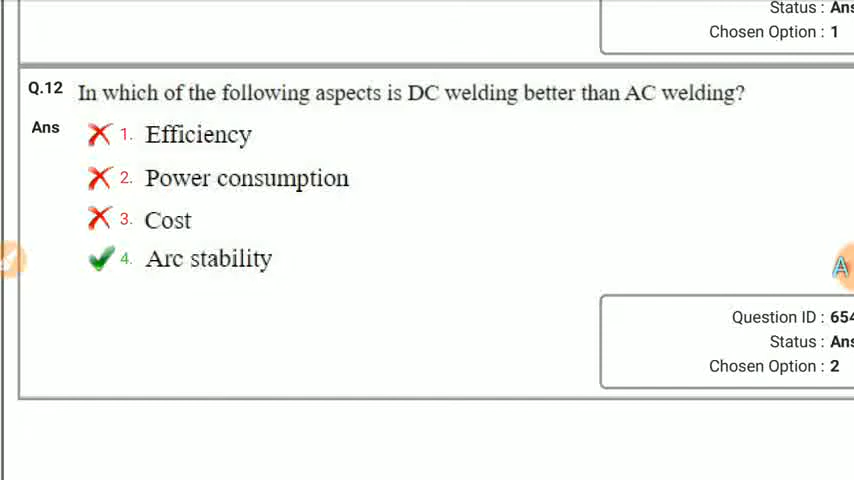 Status : Ans
Chosen Option : 1
Q.12 In which of the following aspects is DC welding better than AC welding?
Ans 1. Efficiency
2. Power consumption
3. Cost
4. Arc stability
A
Question ID : 654
Status : Ans
Chosen Option : 2